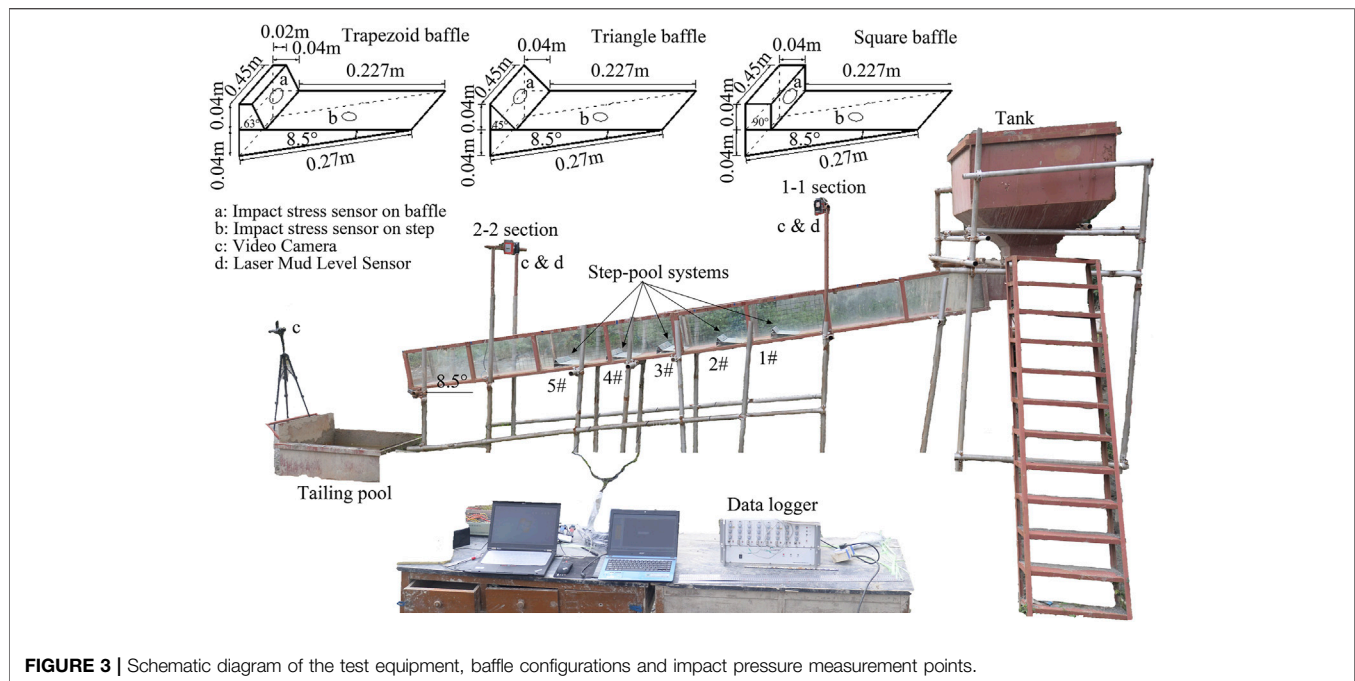 0.02m
Trapezoid baffle
0.04m
0.45m
0.227m
a
b
0.04m
63°
8.5°
0.04m
0.27m
0.04m
Triangle baffle
0.45m
0.227m
a
b
0.04m
45°
8.5°
0.04m
0.27m
0.04m
Square baffle
0.45m
0.227m
a
b
0.04m
90°
8.5°
0.04m
0.27m
Tank
a: Impact stress sensor on baffle
b: Impact stress sensor on step
c: Video Camera
d: Laser Mud Level Sensor
1-1 section
c & d
2-2 section
c & d
Step-pool systems
c
8.5°
5#
4#
3#
2#
1#
Tailing pool
Data logger
FIGURE 3 | Schematic diagram of the test equipment, baffle configurations and impact pressure measurement points.